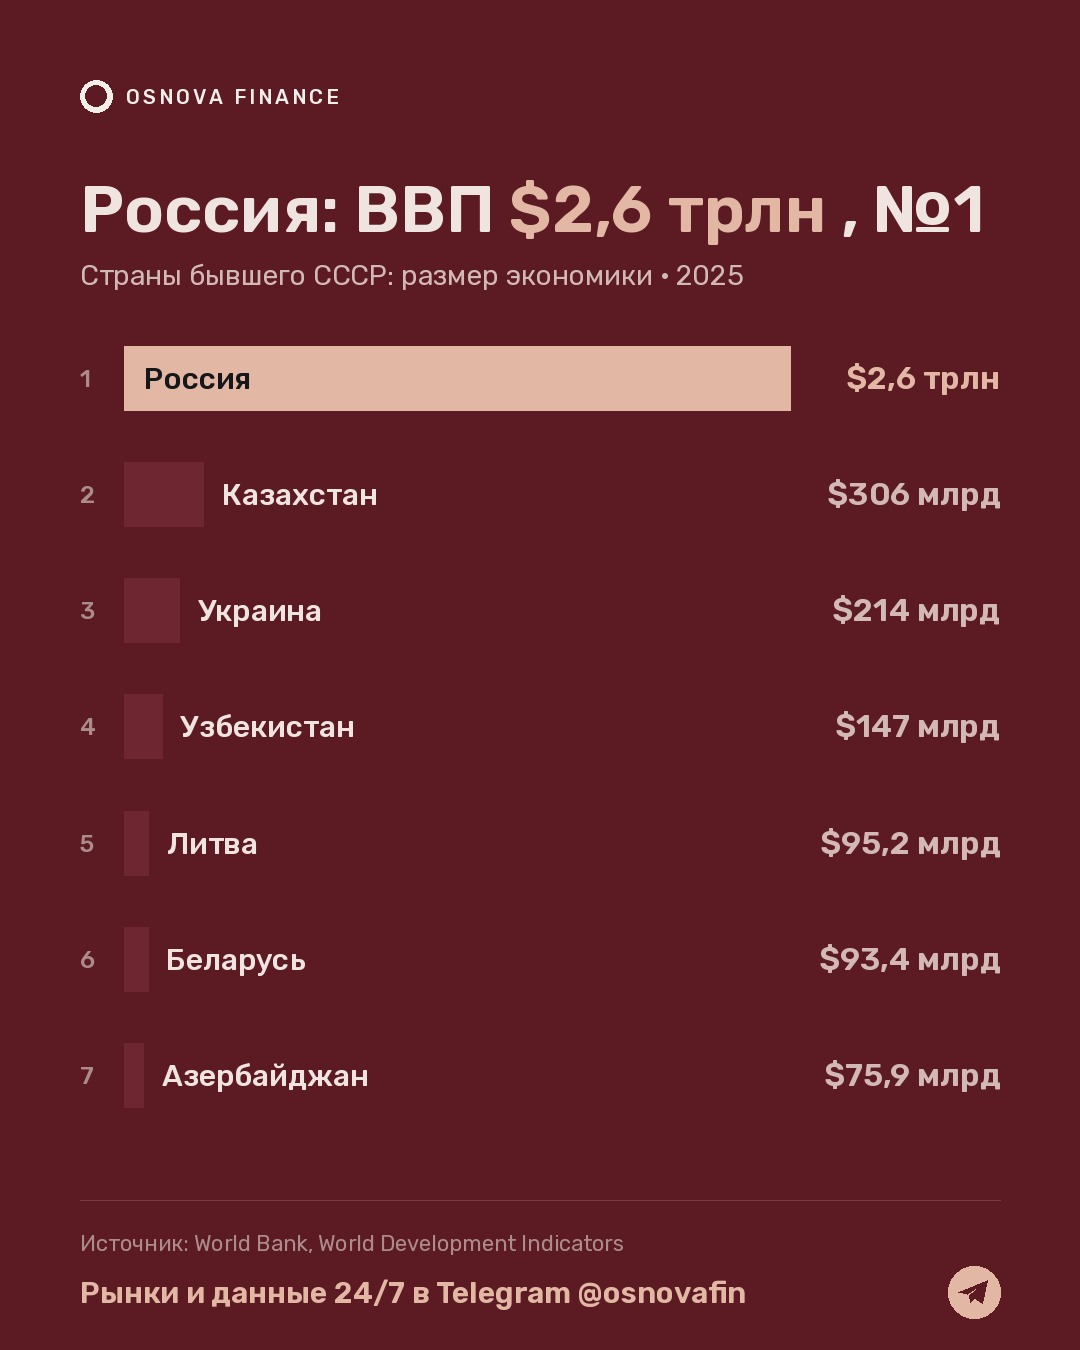 OSNOVA FINANCE
Россия: ВВП $2,6 трлн , №1
Страны бывшего СССР: размер экономики • 2025
1 Россия $2,6 трлн
2 Казахстан $306 млрд
3 Украина $214 млрд
4 Узбекистан $147 млрд
5 Литва $95,2 млрд
6 Беларусь $93,4 млрд
7 Азербайджан $75,9 млрд
Источник: World Bank, World Development Indicators
Рынки и данные 24/7 в Telegram @osnovafin